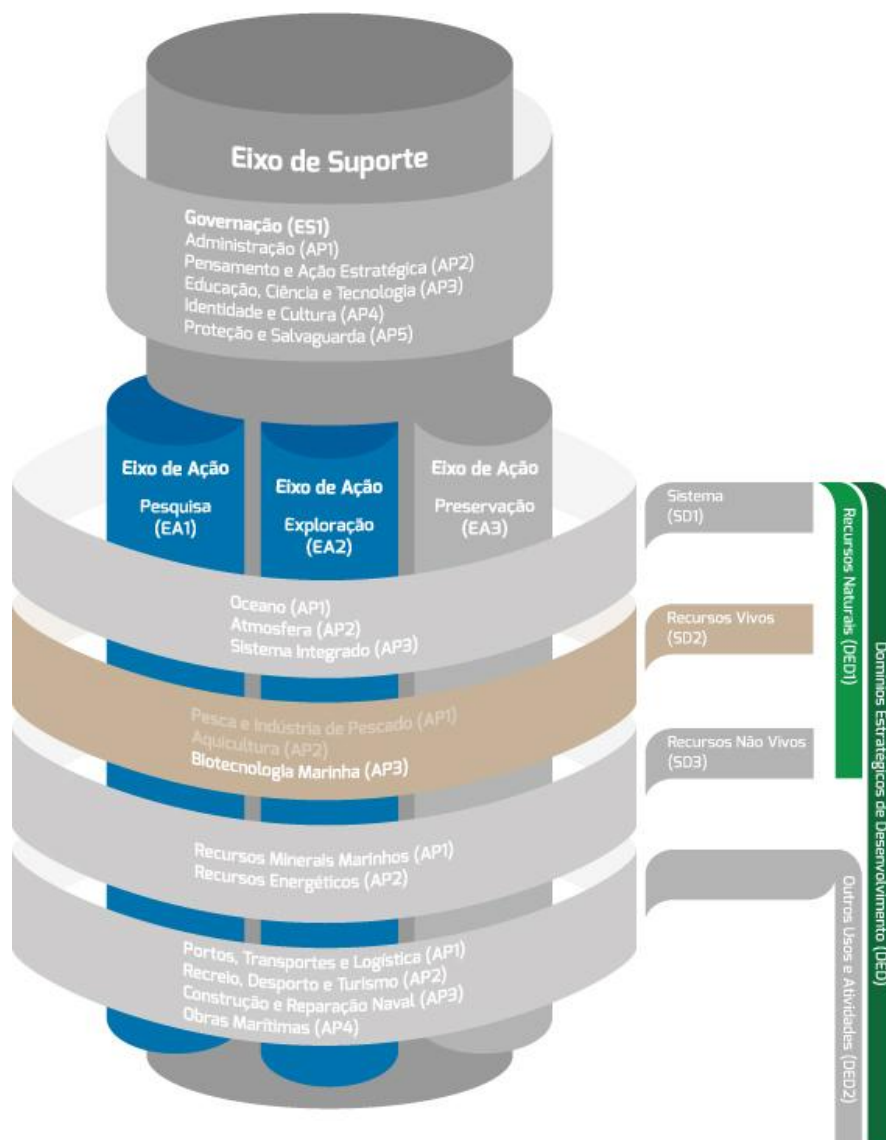 Eixo de Suporte
Governação (ES1)
Administração (AP1)
Pensamento e Ação Estratégica (AP2)
Educação, Ciência e Tecnologia (AP3)
Identidade e Cultura (AP4)
Proteção e Salvaguarda (AP5)
Eixo de Ação
Pesquisa
(EA1)
Eixo de Ação
Exploração
(EA2)
Eixo de Ação
Preservação
(EA3)
Oceano (AP1)
Atmosfera (AP2)
Sistema Integrado (AP3)
Pesca e Indústria de Pescado (AP1)
Aquicultura (AP2)
Biotecnologia Marinha (AP3)
Recursos Minerais Marinhos (AP1)
Recursos Energéticos (AP2)
Portos, Transportes e Logística (AP1)
Recreio, Desporto e Turismo (AP2)
Construção e Reparação Naval (AP3)
Obras Marítimas (AP4)
Sistema
(SD1)
Recursos Vivos
(SD2)
Recursos Não Vivos
(SD3)
Recursos Naturais (DED1)
Outros Usos e Atividades (DED2)
Domínios Estratégicos de Desenvolvimento (DED)